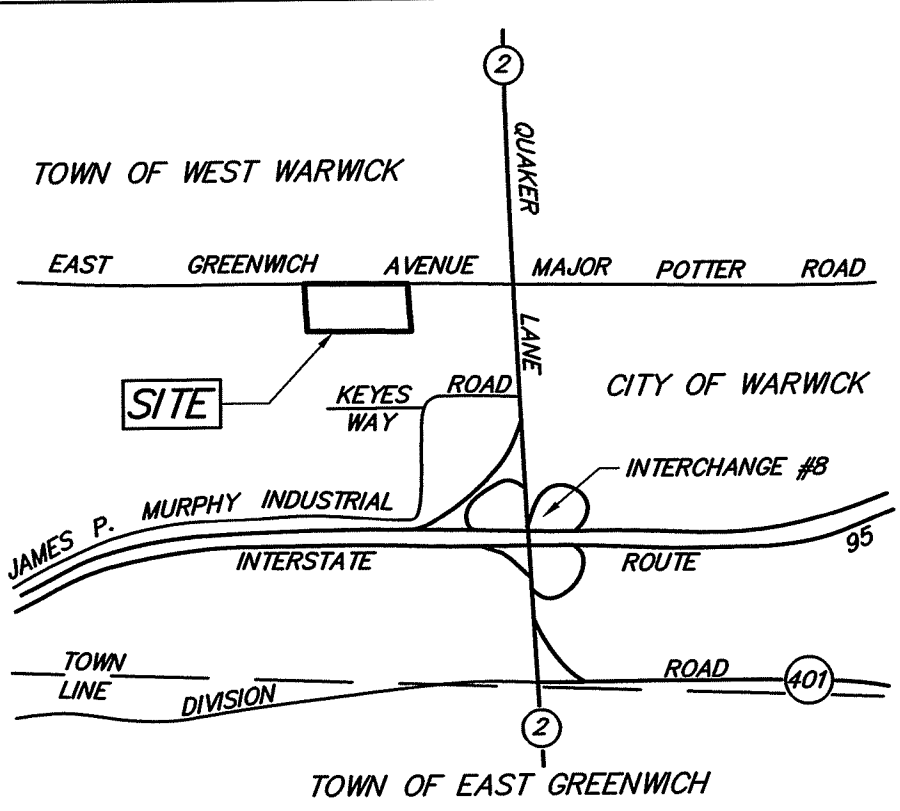 2
QUAKER
TOWN OF WEST WARWICK
EAST GREENWICH AVENUE MAJOR POTTER ROAD
LANE
SITE
KEYES ROAD
WAY
CITY OF WARWICK
INTERCHANGE #8
JAMES P. MURPHY INDUSTRIAL
INTERSTATE ROUTE 95
TOWN
LINE
DIVISION ROAD 401
2
TOWN OF EAST GREENWICH